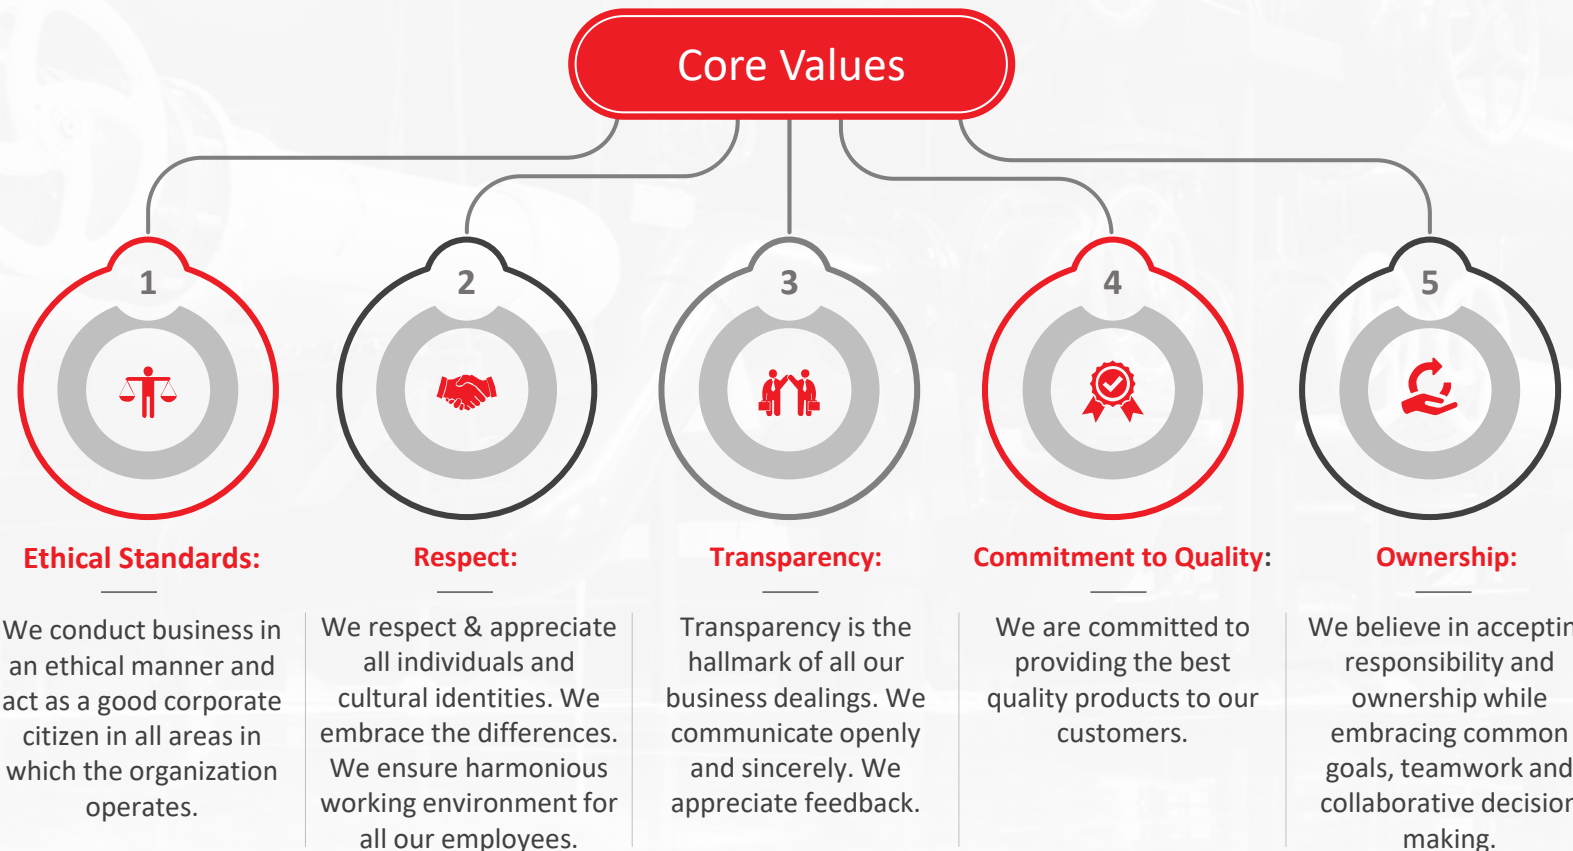 Core Values
1
2
3
4
5
Ethical Standards:
We conduct business in
an ethical manner and
act as a good corporate
citizen in all areas in
which the organization
operates.
Respect:
We respect & appreciate
all individuals and
cultural identities. We
embrace the differences.
We ensure harmonious
working environment for
all our employees.
Transparency:
Transparency is the
hallmark of all our
business dealings. We
communicate openly
and sincerely. We
appreciate feedback.
Commitment to Quality:
We are committed to
providing the best
quality products to our
customers.
Ownership:
We believe in acceptin
responsibility and
ownership while
embracing common
goals, teamwork and
collaborative decision
making.